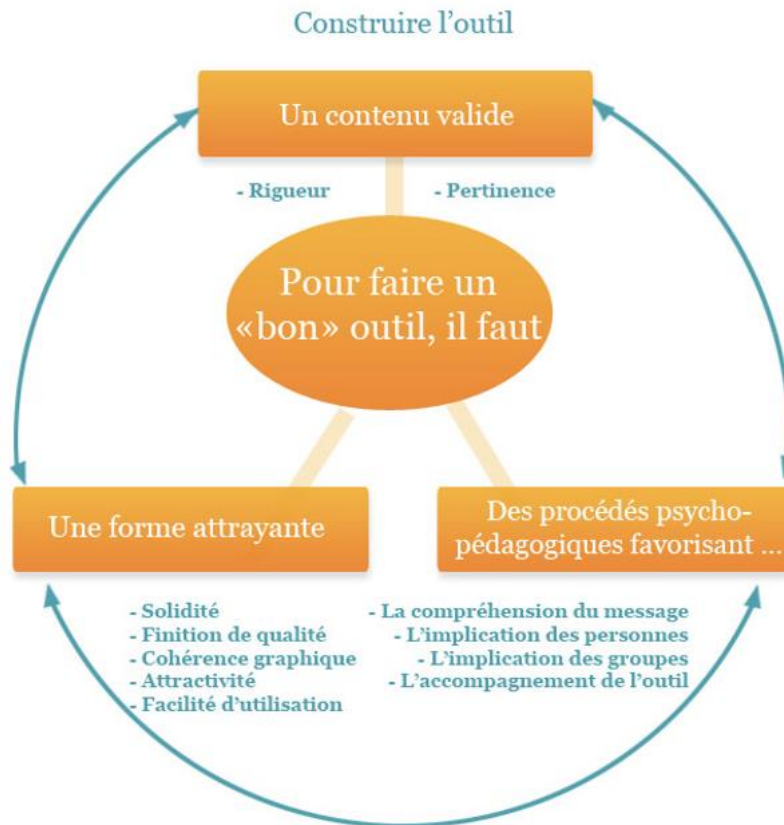 Construire l’outil
Un contenu valide
- Rigueur
- Pertinence
Pour faire un
«bon» outil, il faut
Une forme attrayante
- Solidité
- Finition de qualité
- Cohérence graphique
- Attractivité
- Facilité d’utilisation
Des procédés psycho-
pédagogiques favorisant ...
- La compréhension du message
- L’implication des personnes
- L’implication des groupes
- L’accompagnement de l’outil